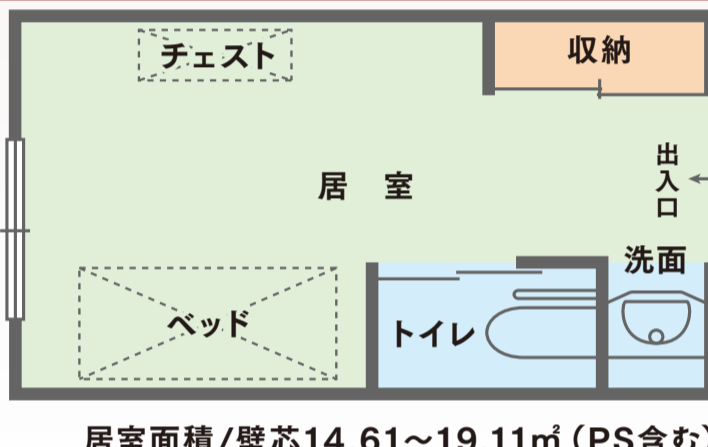 チェスト
収納
居 室
出入口
洗面
ベッド
トイレ
居室面積/壁芯14.61～19.11㎡（PS含む）